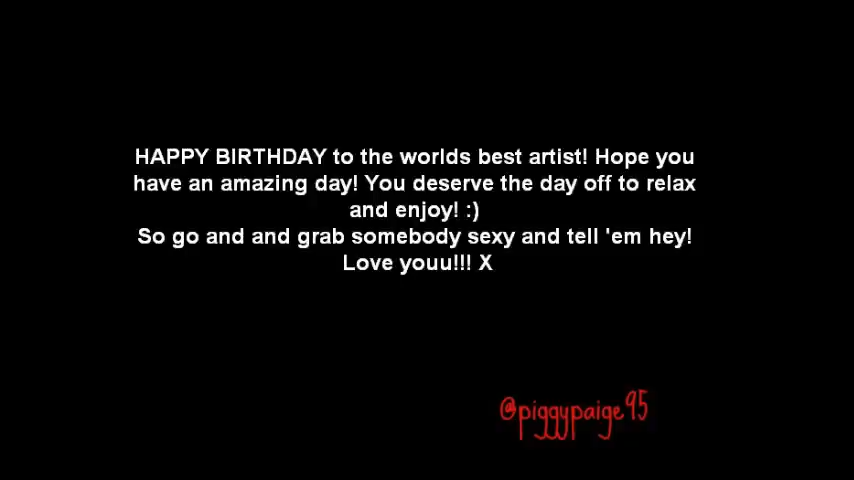 HAPPY BIRTHDAY to the worlds best artist! Hope you
have an amazing day! You deserve the day off to relax
and enjoy! :)
So go and and grab somebody sexy and tell 'em hey!
Love youu!!! X
@piggypaige95